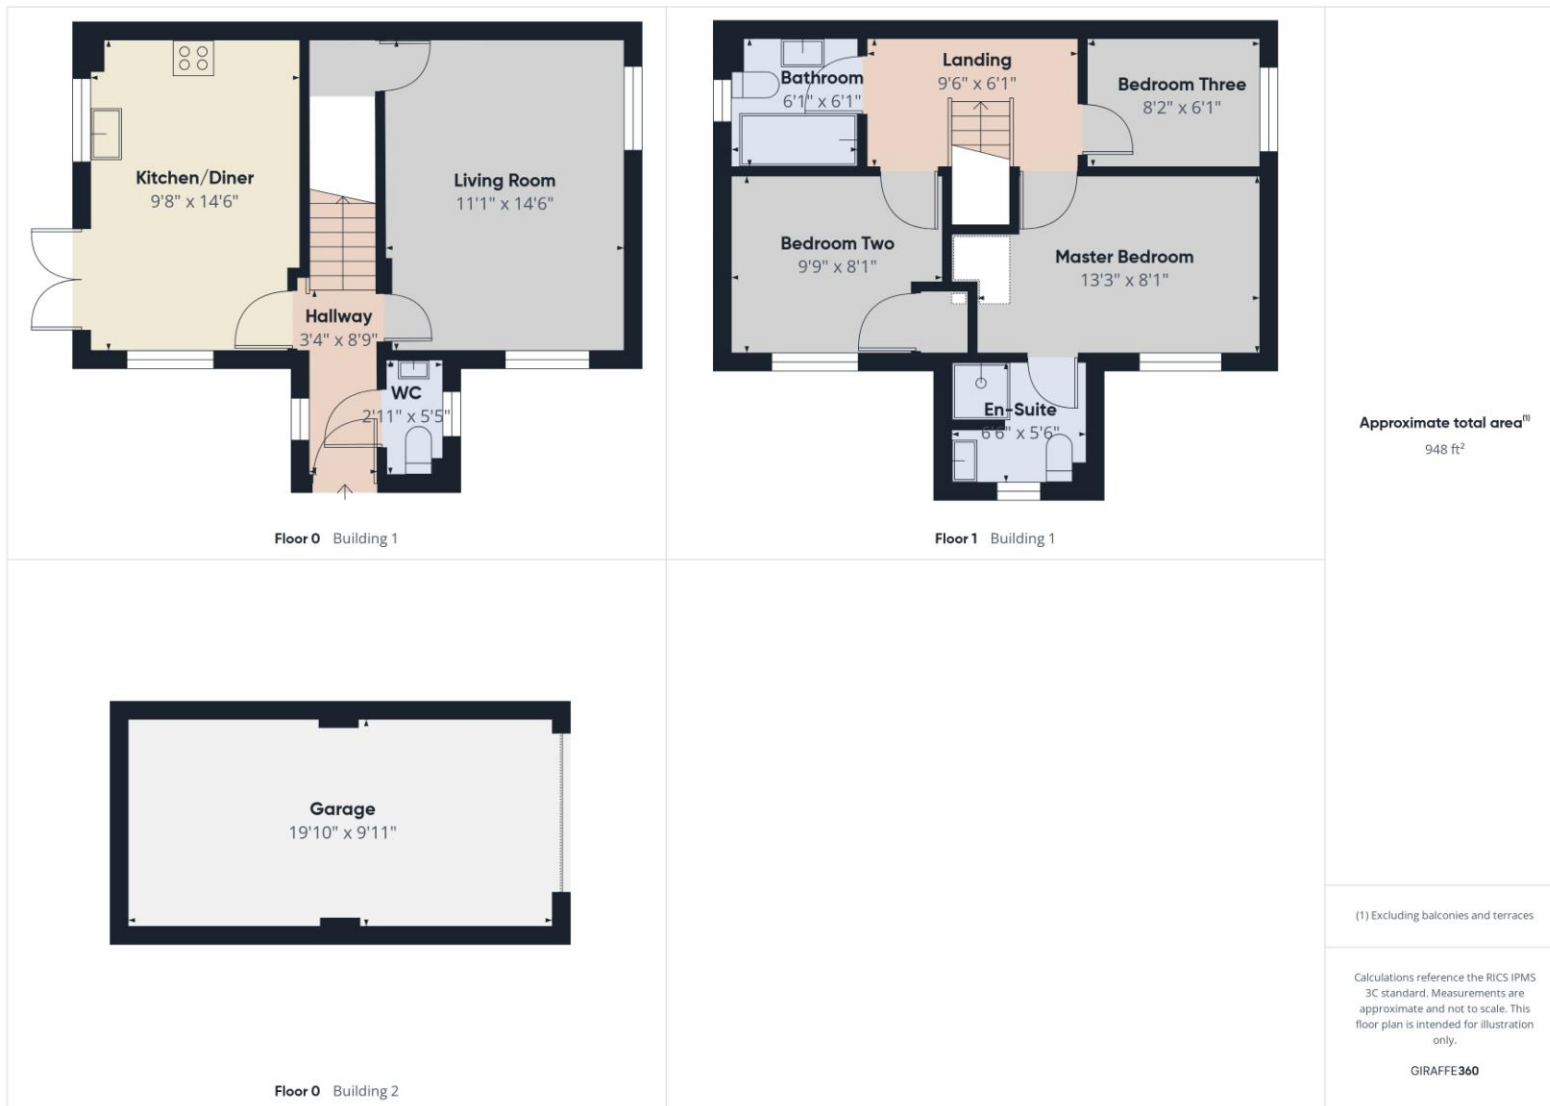 Kitchen/Diner
9'8" x 14'6"
Living Room
11'1" x 14'6"
Hallway
3'4" x 8'9"
WC
2'11" x 5'5"
Floor 0 Building 1
Bathroom
6'1" x 6'1"
Landing
9'6" x 6'1"
Bedroom Three
8'2" x 6'1"
Bedroom Two
9'9" x 8'1"
Master Bedroom
13'3" x 8'1"
En-Suite
6'6" x 5'6"
Floor 1 Building 1
Garage
19'10" x 9'11"
Floor 0 Building 2
Approximate total area(1)
948 ft²
(1) Excluding balconies and terraces
Calculations reference the RICS IPMS
3C standard. Measurements are
approximate and not to scale. This
floor plan is intended for illustration
only.
GIRAFFE360